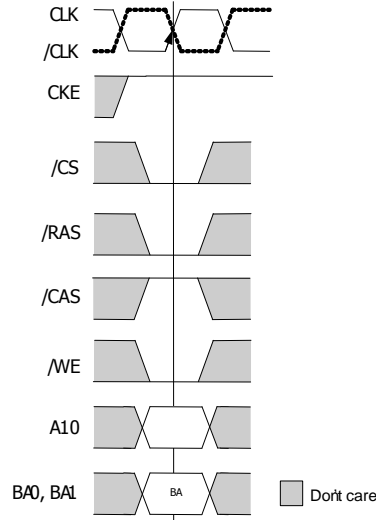 CLK
/CLK
CKE
/CS
/RAS
/CAS
/WE
A10
BA0, BA1
BA
Don't care